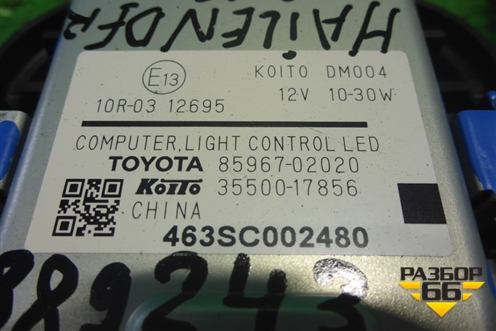 HAILENDER
E13
KOITO DM004
10R-03 12695
12V 10-30W
COMPUTER, LIGHT CONTROL LED
TOYOTA 85967-02020
KOITO 35500-17856
CHINA
463SC002480
889243
РАЗБОР
66